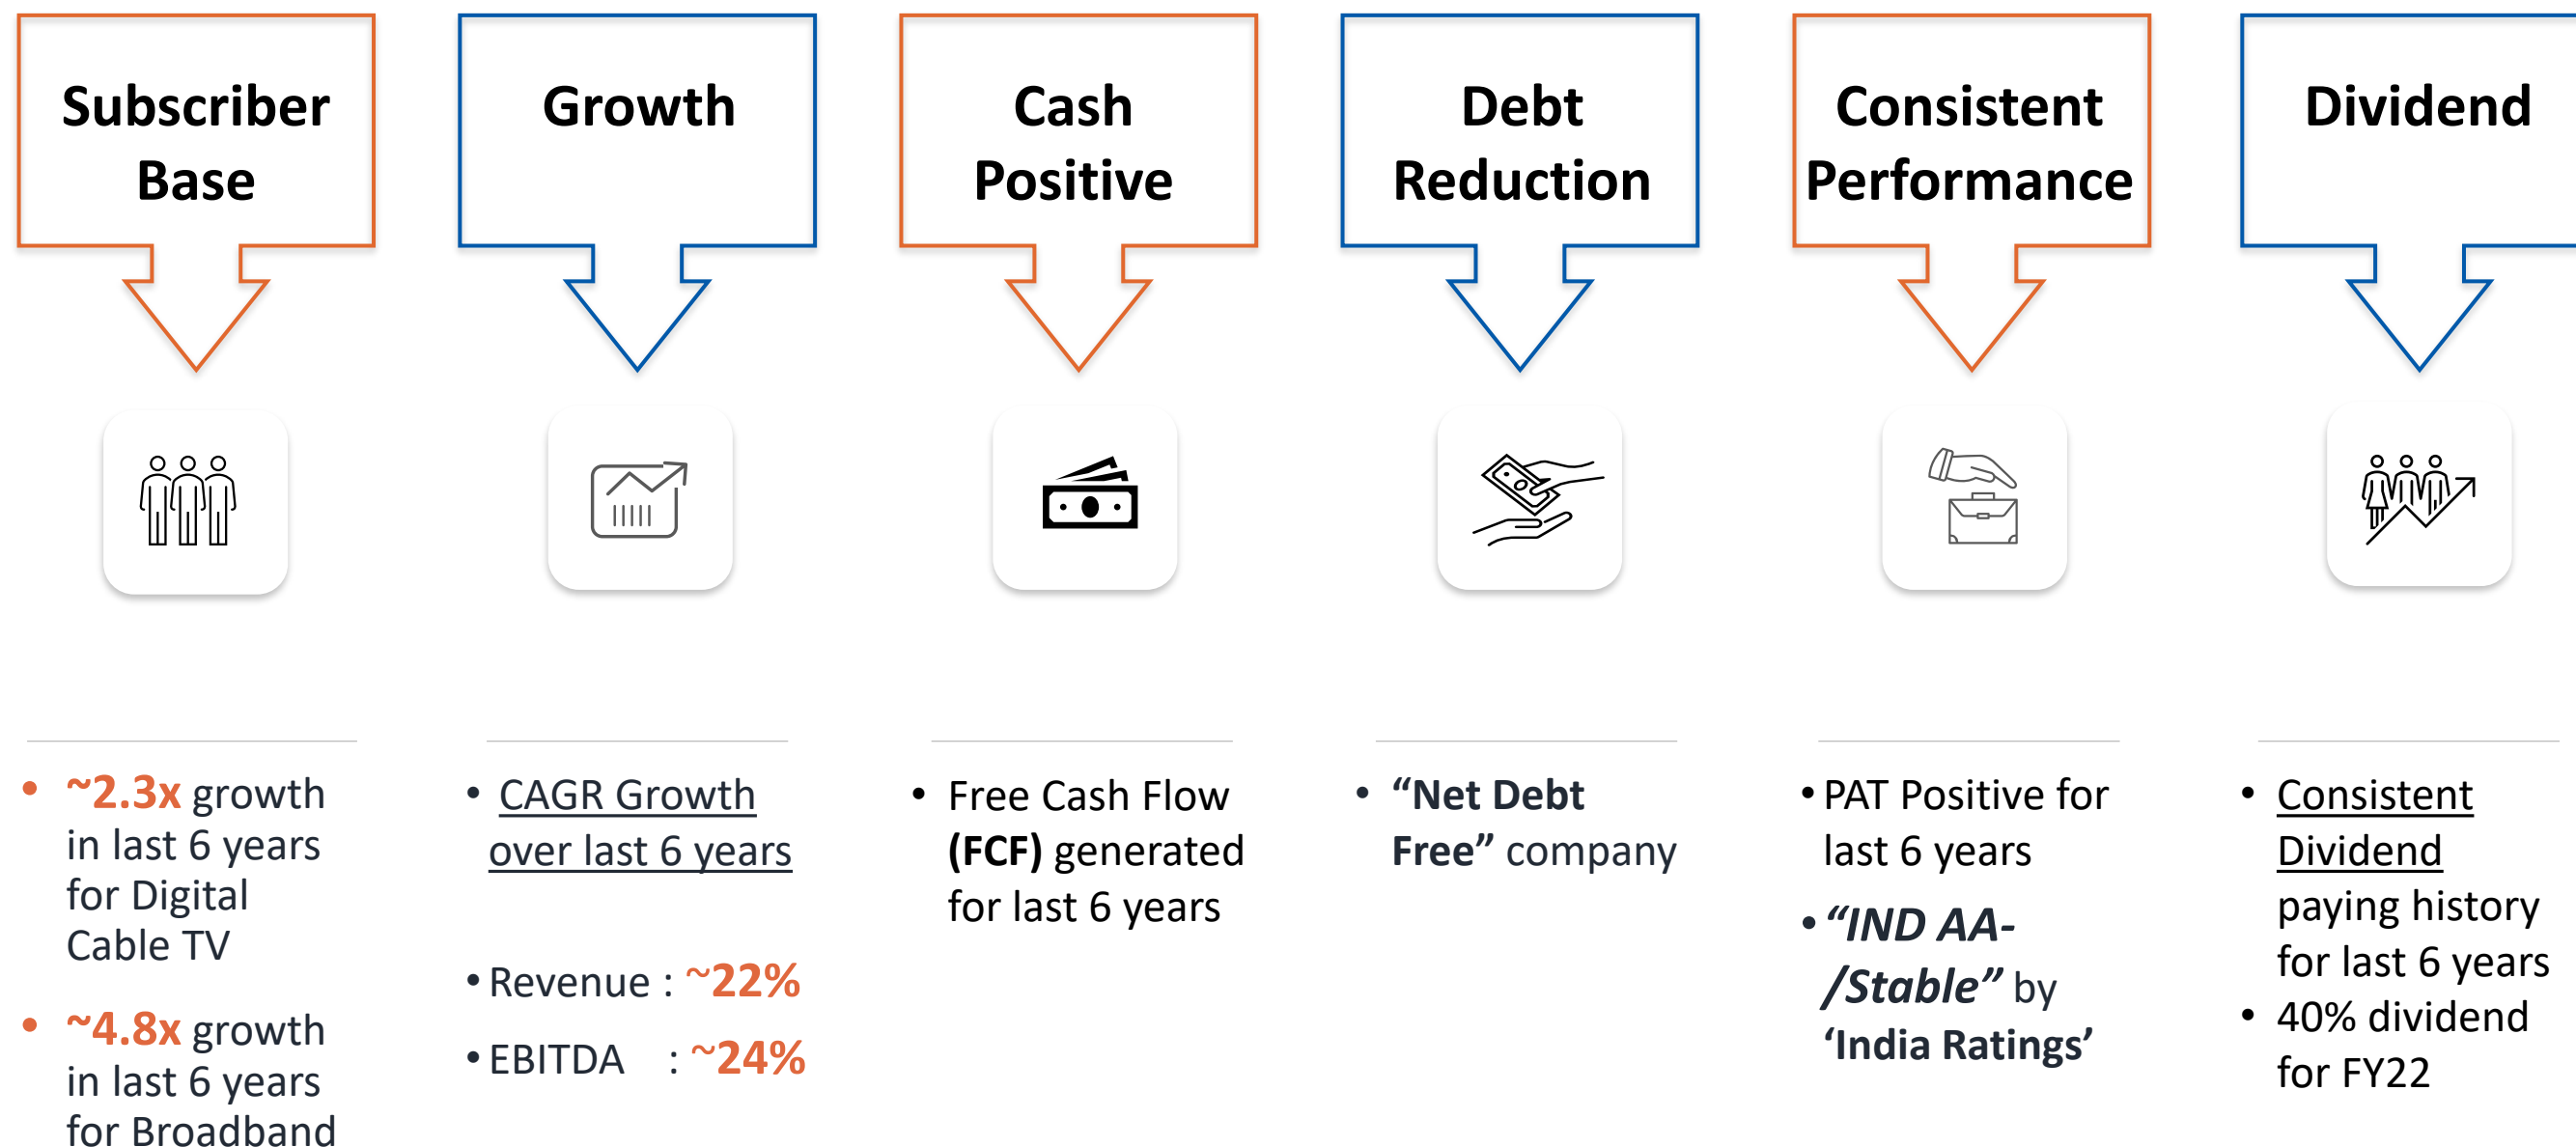 Subscriber
Base
Growth
Cash
Positive
Debt
Reduction
Consistent
Performance
Dividend
• ~2.3x growth
in last 6 years
for Digital
Cable TV
• ~4.8x growth
in last 6 years
for Broadband
• CAGR Growth
over last 6 years
• Revenue : ~22%
• EBITDA : ~24%
• Free Cash Flow
(FCF) generated
for last 6 years
• “Net Debt
Free” company
• PAT Positive for
last 6 years
• “IND AA-
/Stable” by
‘India Ratings’
• Consistent
Dividend
paying history
for last 6 years
• 40% dividend
for FY22